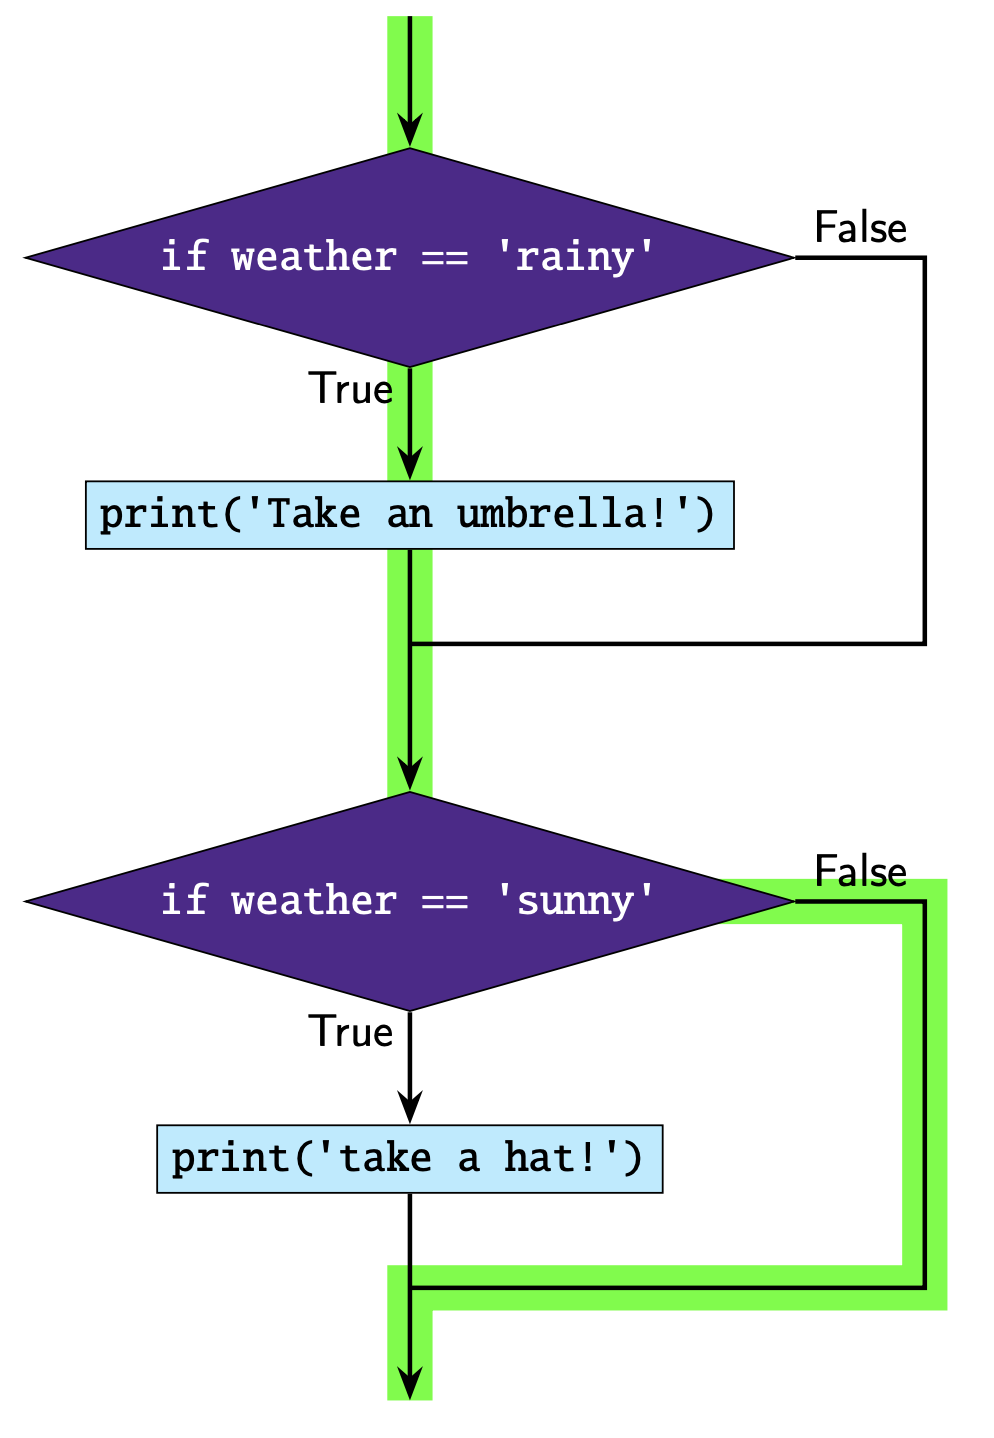 if weather == 'rainy'
False
True
print('Take an umbrella!')
if weather == 'sunny'
False
True
print('take a hat!')